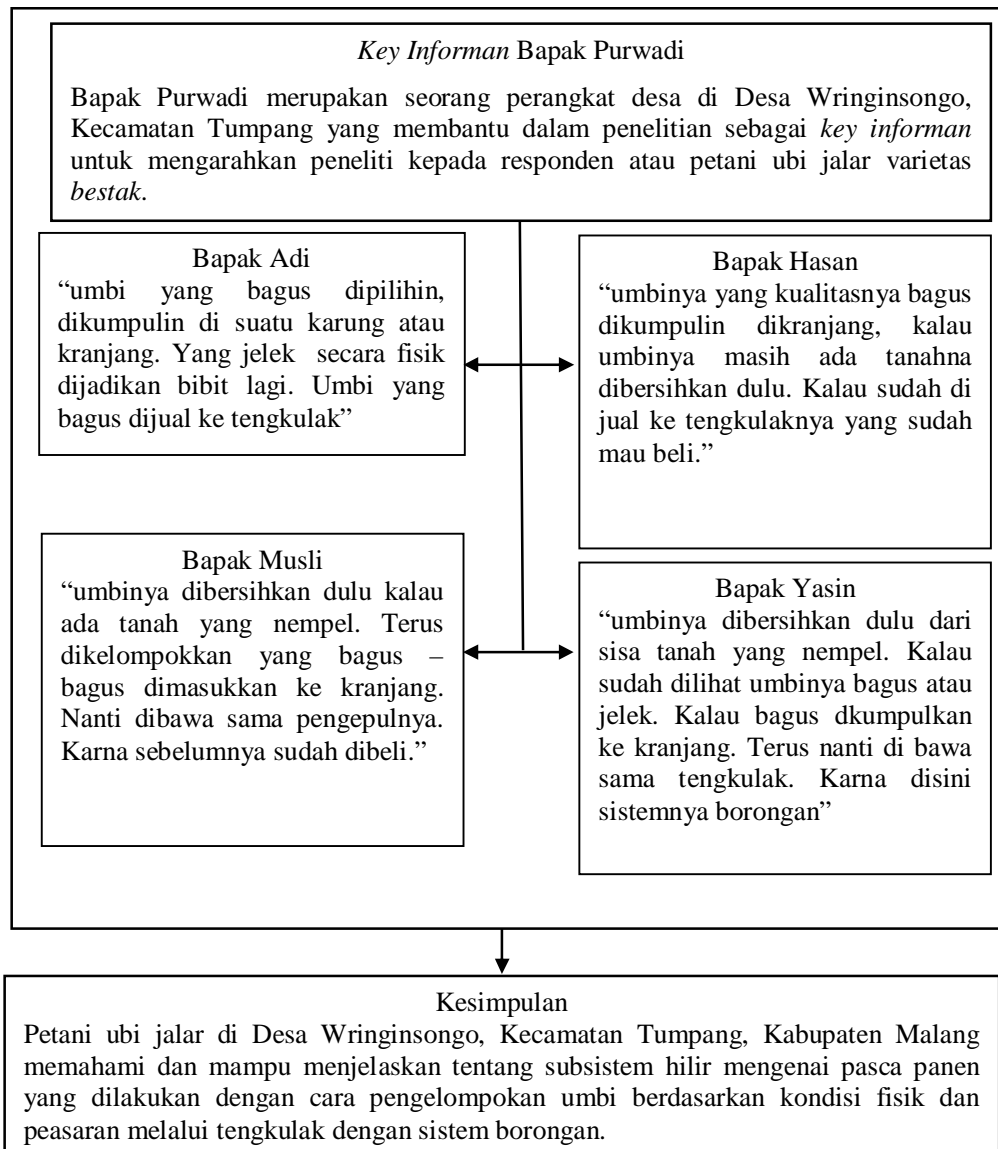 Key Informan Bapak Purwadi
Bapak Purwadi merupakan seorang perangkat desa di Desa Wringinsongo,
Kecamatan Tumpang yang membantu dalam penelitian sebagai key informan
untuk mengarahkan peneliti kepada responden atau petani ubi jalar varietas
bestak.
Bapak Adi
“umbi yang bagus dipilihin,
dikumpulin di suatu karung atau
kranjang. Yang jelek secara fisik
dijadikan bibit lagi. Umbi yang
bagus dijual ke tengkulak”
Bapak Hasan
“umbinya yang kualitasnya bagus
dikumpulin dikranjang, kalau
umbinya masih ada tanahna
dibersihkan dulu. Kalau sudah di
jual ke tengkulaknya yang sudah
mau beli.”
Bapak Musli
“umbinya dibersihkan dulu kalau
ada tanah yang nempel. Terus
dikelompokkan yang bagus –
bagus dimasukkan ke kranjang.
Nanti dibawa sama pengepulnya.
Karna sebelumnya sudah dibeli.”
Bapak Yasin
“umbinya dibersihkan dulu dari
sisa tanah yang nempel. Kalau
sudah dilihat umbinya bagus atau
jelek. Kalau bagus dkumpulkan
ke kranjang. Terus nanti di bawa
sama tengkulak. Karna disini
sistemnya borongan”
Kesimpulan
Petani ubi jalar di Desa Wringinsongo, Kecamatan Tumpang, Kabupaten Malang
memahami dan mampu menjelaskan tentang subsistem hilir mengenai pasca panen
yang dilakukan dengan cara pengelompokan umbi berdasarkan kondisi fisik dan
peasaran melalui tengkulak dengan sistem borongan.